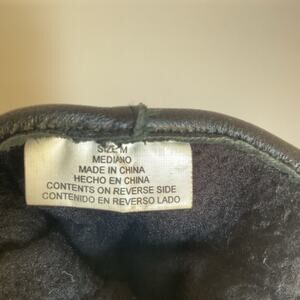 SIZE M
MEDIANO
MADE IN CHINA
HECHO EN CHINA
CONTENTS ON REVERSE SIDE
CONTENIDO EN REVERSO LADO